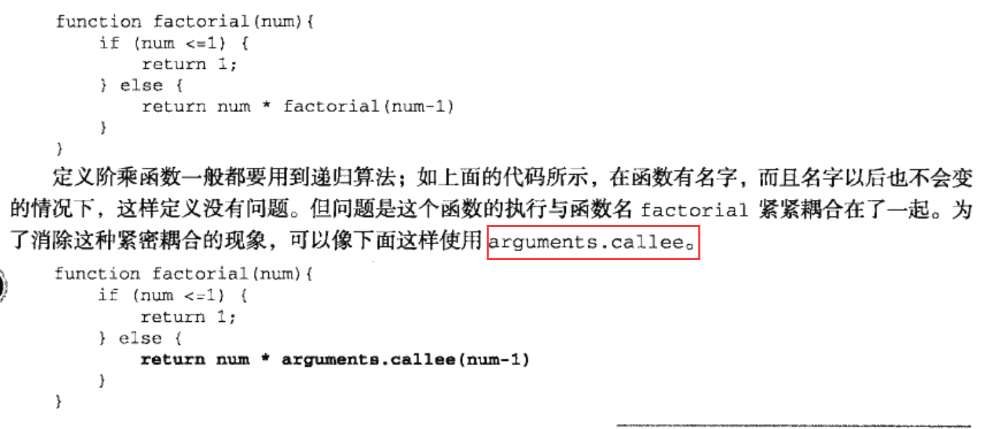 function factorial(num){
if (num <=1) {
return 1;
} else {
return num * factorial(num-1)
}
}
定义阶乘函数一般都要用到递归算法；如上面的代码所示，在函数有名字，而且名字以后也不会变
的情况下，这样定义没有问题。但问题是这个函数的执行与函数名 factorial 紧紧耦合在了一起。为
了消除这种紧密耦合的现象，可以像下面这样使用 arguments.callee。
function factorial(num){
if (num <=1) {
return 1;
} else {
return num * arguments.callee(num-1)
}
}